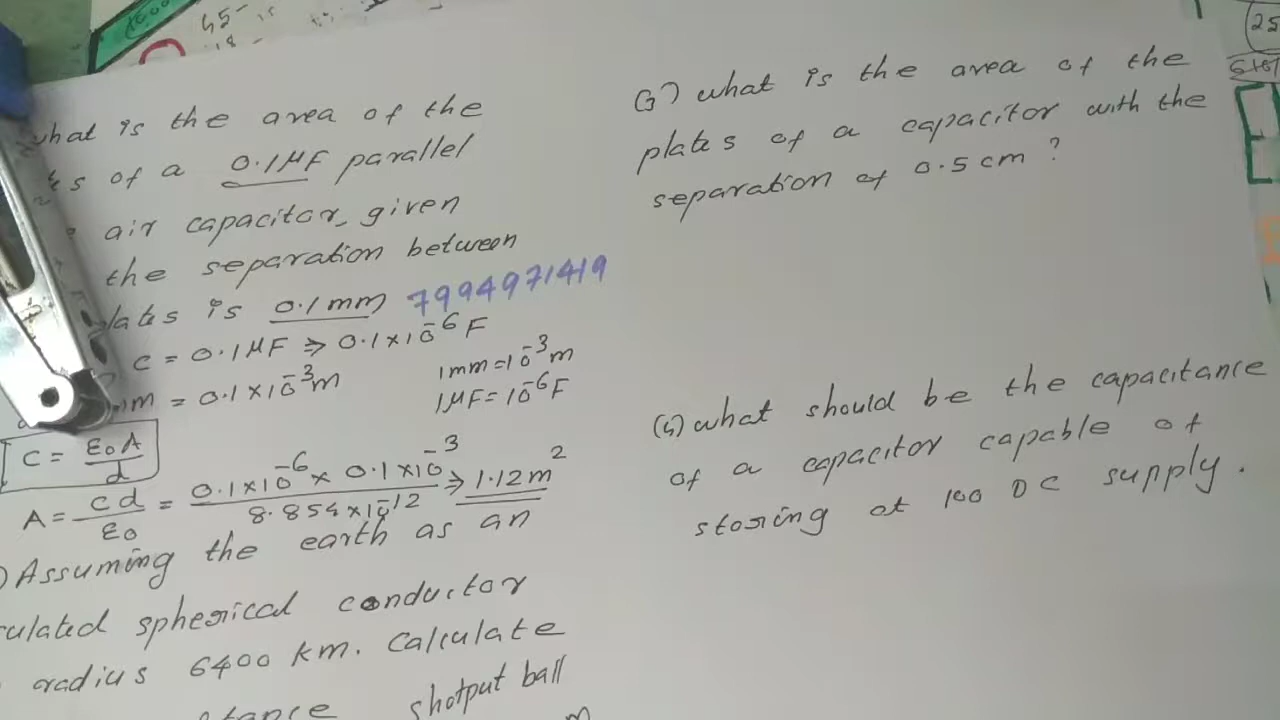 45
18
what is the area of the
s of a 0.1μF parallel
air capacitor, given
the separation between
plates is 0.1mm 7994971419
C = 0.1μF ⇒ 0.1×10⁻⁶F
mm = 0.1×10⁻³m
1mm=10⁻³m
1μF=10⁻⁶F
C = ε₀A/d
A = cd/ε₀ = 0.1×10⁻⁶ × 0.1×10⁻³ / 8.854×10⁻¹² ⇒ 1.12m²
) Assuming the earth as an
ulated spherical conductor
radius 6400 km. Calculate
tance shotput ball
m
(3) what is the area of the
plates of a capacitor with the
separation of 0.5cm ?
(4) what should be the capacitance
of a capacitor capable of
storing at 100 DC supply.
25